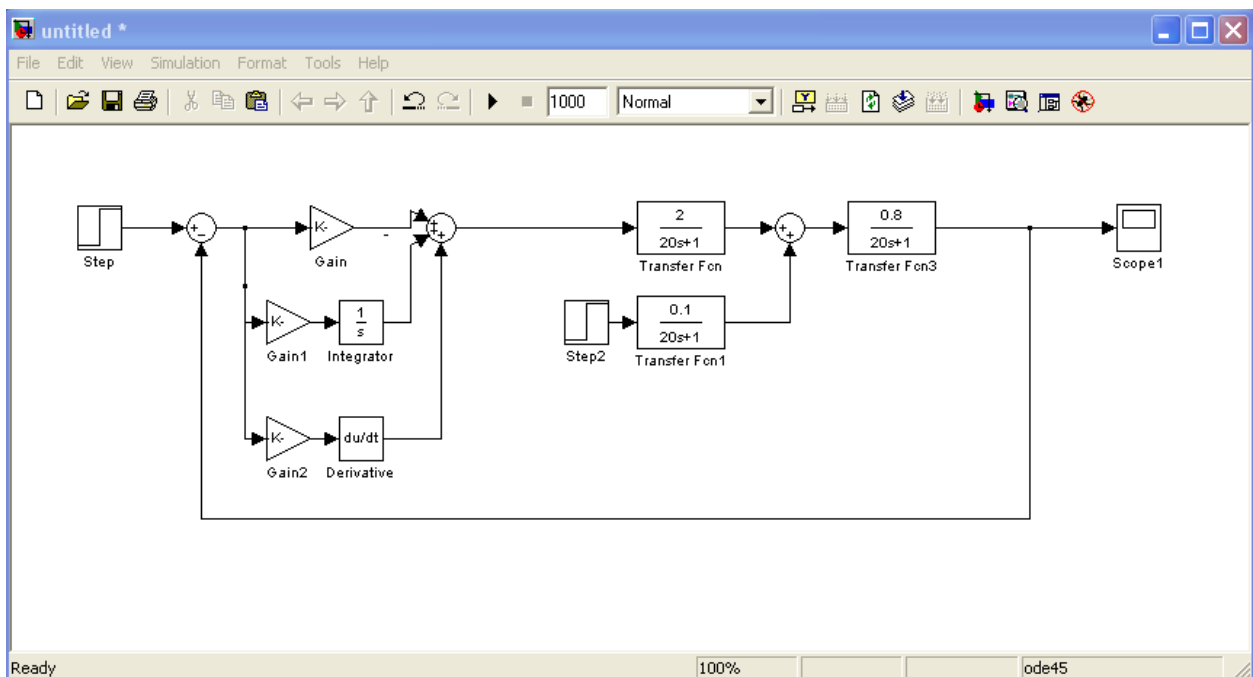 untitled *
File Edit View Simulation Format Tools Help
1000 Normal
Step
+ -
K-
Gain
-
+ + +
2
20s+1
Transfer Fcn
+ +
0.8
20s+1
Transfer Fcn3
Scope1
K-
Gain1
1
s
Integrator
Step2
0.1
20s+1
Transfer Fcn1
K-
Gain2
du/dt
Derivative
Ready 100% ode45